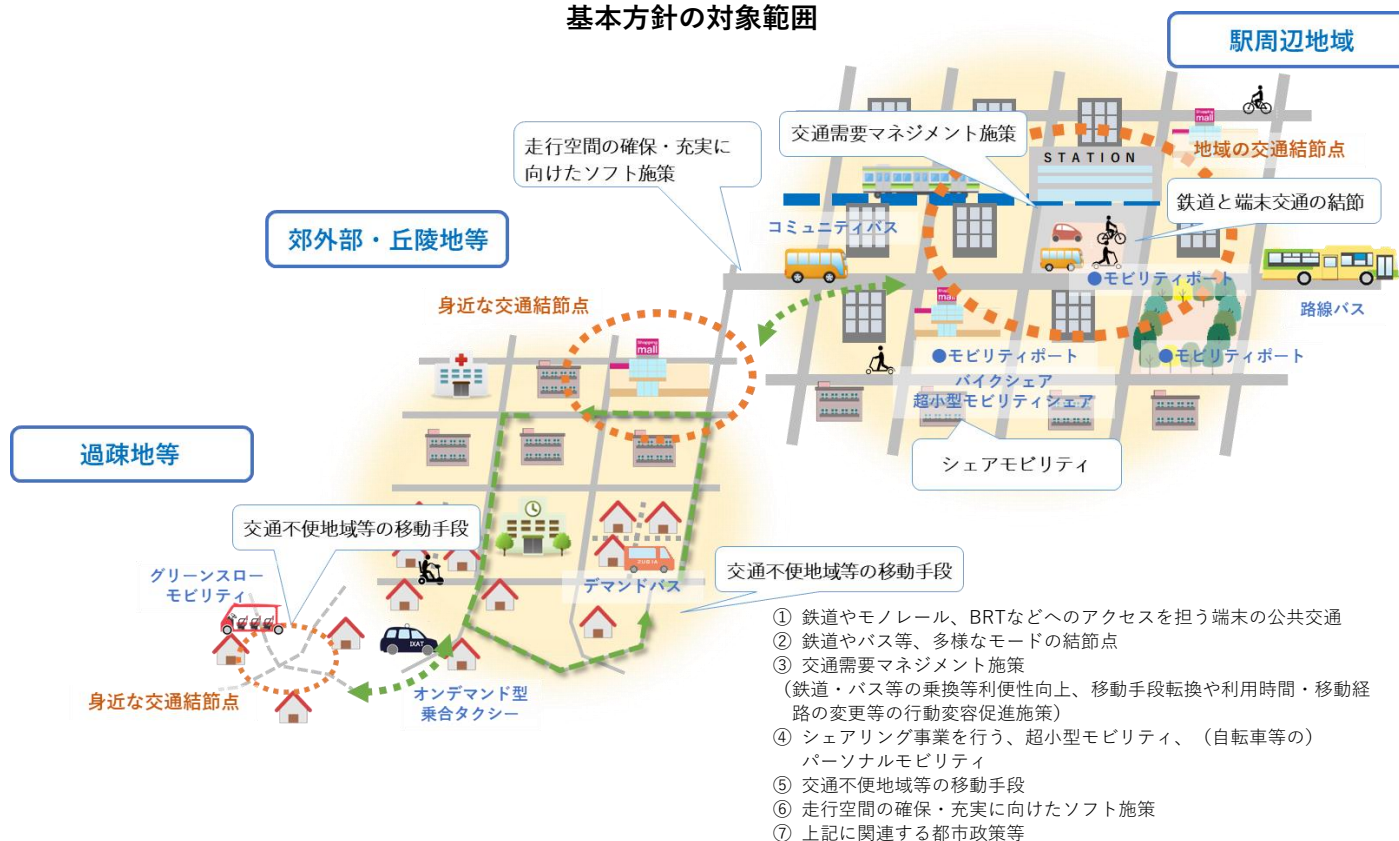 基本方針の対象範囲
駅周辺地域
交通需要マネジメント施策
走行空間の確保・充実に
向けたソフト施策
Shopping
mall
STATION
地域の交通結節点
鉄道と端末交通の結節
コミュニティバス
郊外部・丘陵地等
●モビリティポート
路線バス
身近な交通結節点
mall
Shopping
mall
●モビリティポート
●モビリティポート
バイクシェア
超小型モビリティシェア
シェアモビリティ
過疎地等
交通不便地域等の移動手段
グリーンスロー
モビリティ
デマンドバス
交通不便地域等の移動手段
身近な交通結節点
オンデマンド型
乗合タクシー
① 鉄道やモノレール、BRTなどへのアクセスを担う端末の公共交通
② 鉄道やバス等、多様なモードの結節点
③ 交通需要マネジメント施策
(鉄道・バス等の乗換等利便性向上、移動手段転換や利用時間・移動経
路の変更等の行動変容促進施策)
④ シェアリング事業を行う、超小型モビリティ、(自転車等の)
パーソナルモビリティ
⑤ 交通不便地域等の移動手段
⑥ 走行空間の確保・充実に向けたソフト施策
⑦ 上記に関連する都市政策等